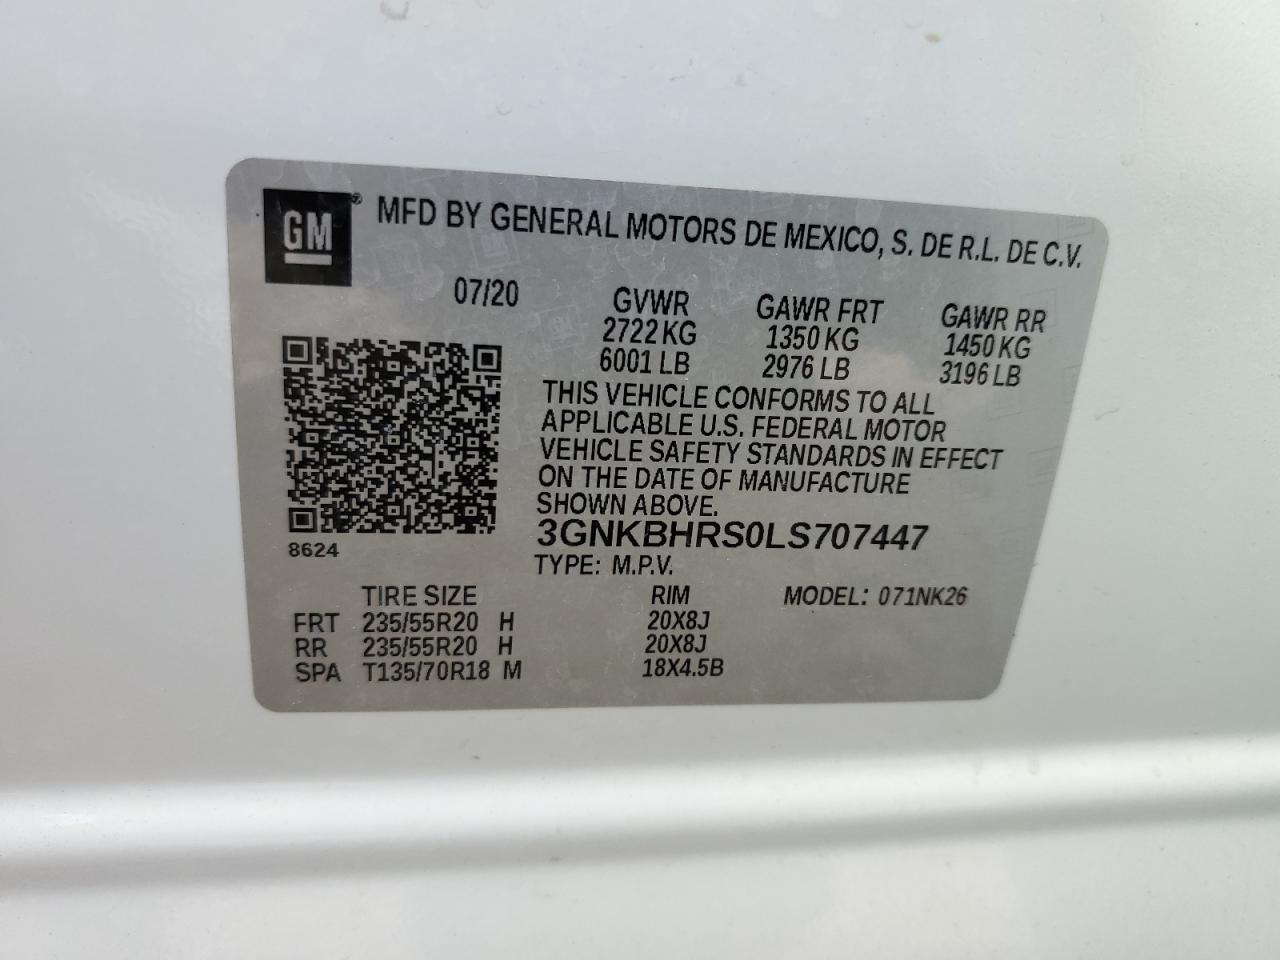 GM® MFD BY GENERAL MOTORS DE MEXICO, S. DE R.L. DE C.V.
07/20 GVWR GAWR FRT GAWR RR
2722 KG 1350 KG 1450 KG
6001 LB 2976 LB 3196 LB
THIS VEHICLE CONFORMS TO ALL
APPLICABLE U.S. FEDERAL MOTOR
VEHICLE SAFETY STANDARDS IN EFFECT
ON THE DATE OF MANUFACTURE
SHOWN ABOVE.
3GNKBHRS0LS707447
8624
TYPE: M.P.V.
TIRE SIZE RIM MODEL: 071NK26
FRT 235/55R20 H 20X8J
RR 235/55R20 H 20X8J
SPA T135/70R18 M 18X4.5B